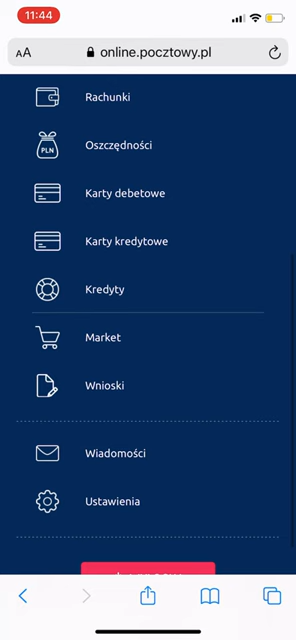 11:44
AA online.pocztowy.pl
Rachunki
PLN
Oszczędności
Karty debetowe
Karty kredytowe
Kredyty
Market
Wnioski
Wiadomości
Ustawienia